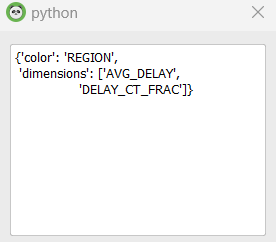 python
{'color': 'REGION',
'dimensions': ['AVG_DELAY',
'DELAY_CT_FRAC']}